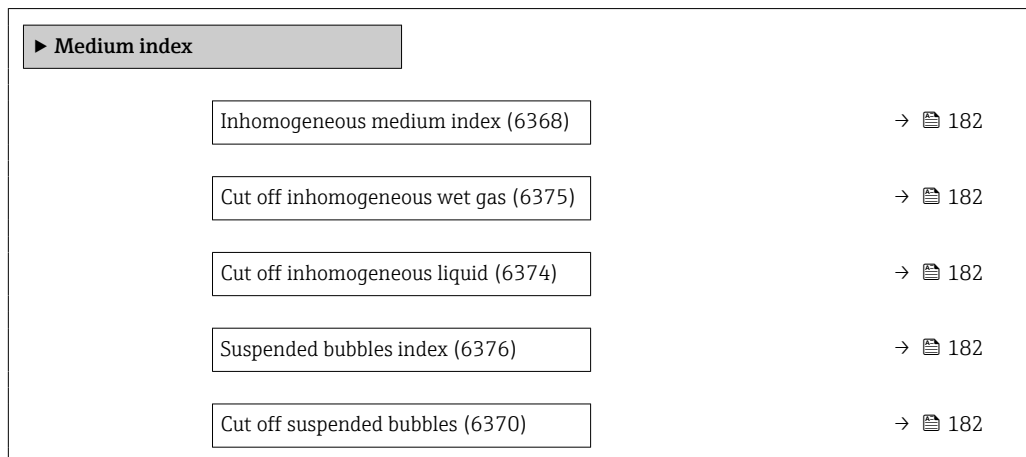 ▶ Medium index
Inhomogeneous medium index (6368) → 182
Cut off inhomogeneous wet gas (6375) → 182
Cut off inhomogeneous liquid (6374) → 182
Suspended bubbles index (6376) → 182
Cut off suspended bubbles (6370) → 182